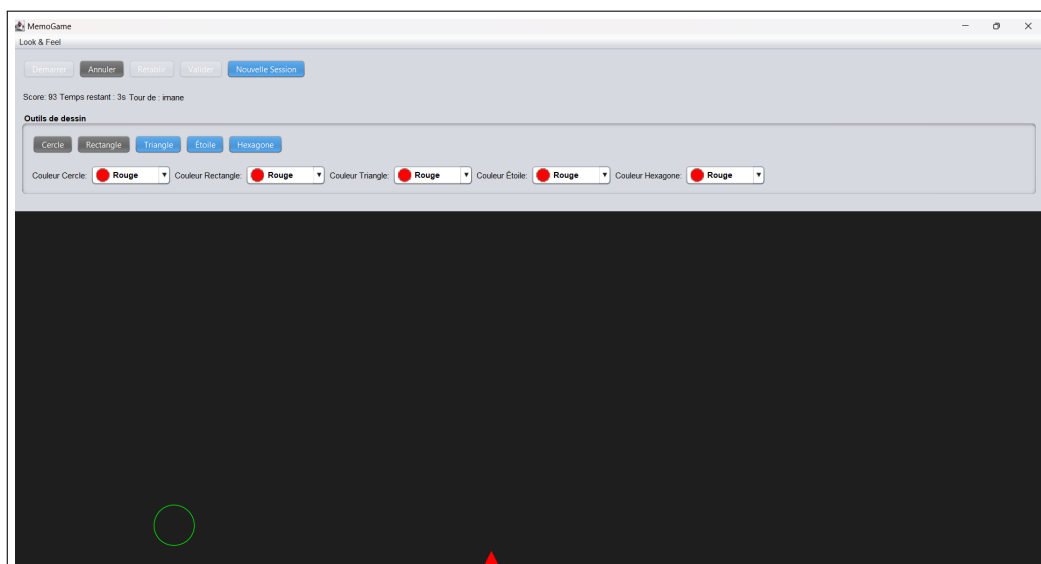 MemoGame
Look & Feel
Démarrer Annuler Rétablir Valider Nouvelle Session
Score: 93 Temps restant : 3s Tour de : imane
Outils de dessin
Cercle Rectangle Triangle Étoile Hexagone
Couleur Cercle: Rouge Couleur Rectangle: Rouge Couleur Triangle: Rouge Couleur Étoile: Rouge Couleur Hexagone: Rouge